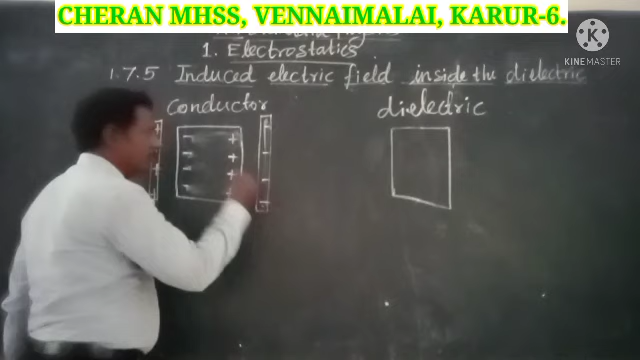 CHERAN MHSS, VENNAIMALAI, KARUR-6.
KINEMASTER
1. Electrostatics
1.7.5 Induced electric field inside the dielectric
Conductor
dielectric
- +
- +
- +
- +